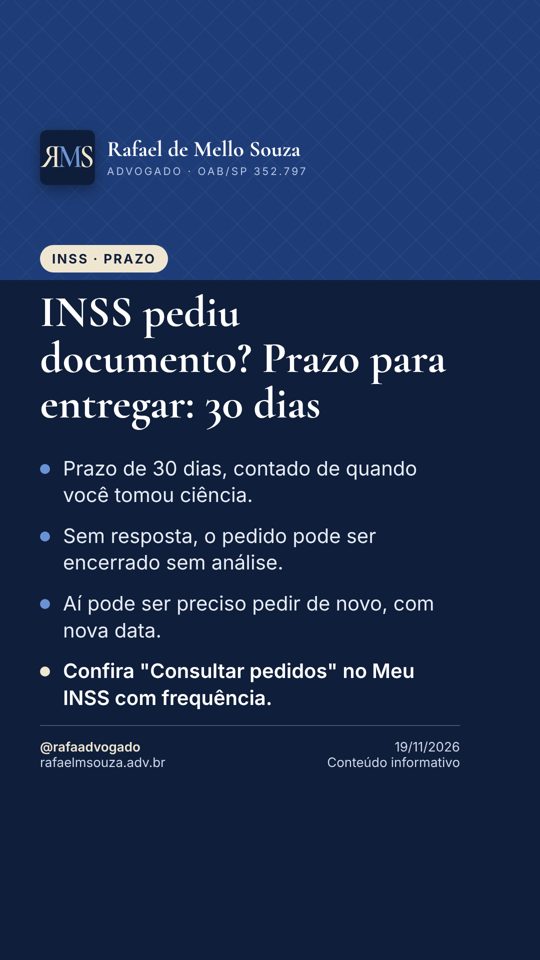 RMS
Rafael de Mello Souza
ADVOGADO · OAB/SP 352.797
INSS · PRAZO
INSS pediu
documento? Prazo para
entregar: 30 dias
Prazo de 30 dias, contado de quando
você tomou ciência.
Sem resposta, o pedido pode ser
encerrado sem análise.
Aí pode ser preciso pedir de novo, com
nova data.
Confira "Consultar pedidos" no Meu
INSS com frequência.
@rafaadvogado
rafaelmsouza.adv.br
19/11/2026
Conteúdo informativo